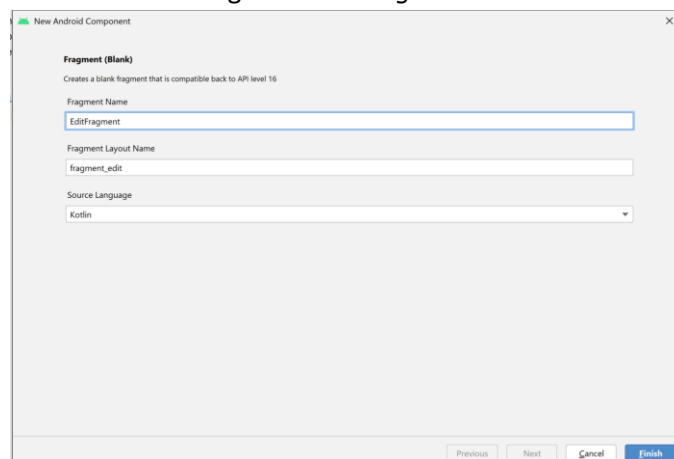 New Android Component
Fragment (Blank)
Creates a blank fragment that is compatible back to API level 16
Fragment Name
EditFragment
Fragment Layout Name
fragment_edit
Source Language
Kotlin
Previous
Next
Cancel
Finish